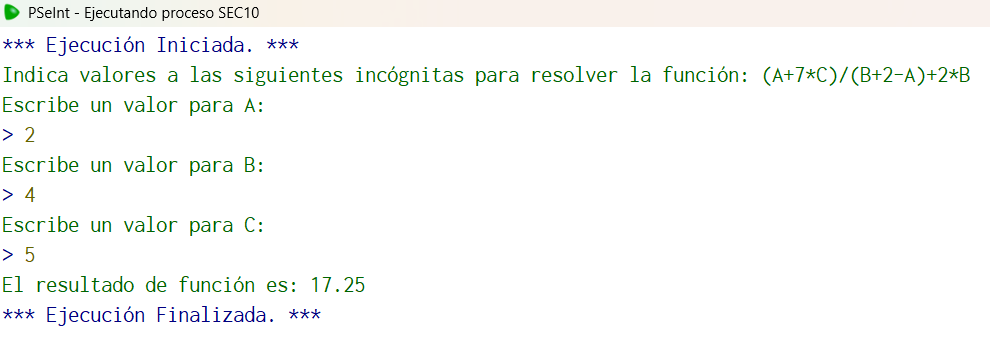 PSeInt - Ejecutando proceso SEC10
*** Ejecución Iniciada. ***
Indica valores a las siguientes incógnitas para resolver la función: (A+7*C)/(B+2-A)+2*B
Escribe un valor para A:
> 2
Escribe un valor para B:
> 4
Escribe un valor para C:
> 5
El resultado de función es: 17.25
*** Ejecución Finalizada. ***